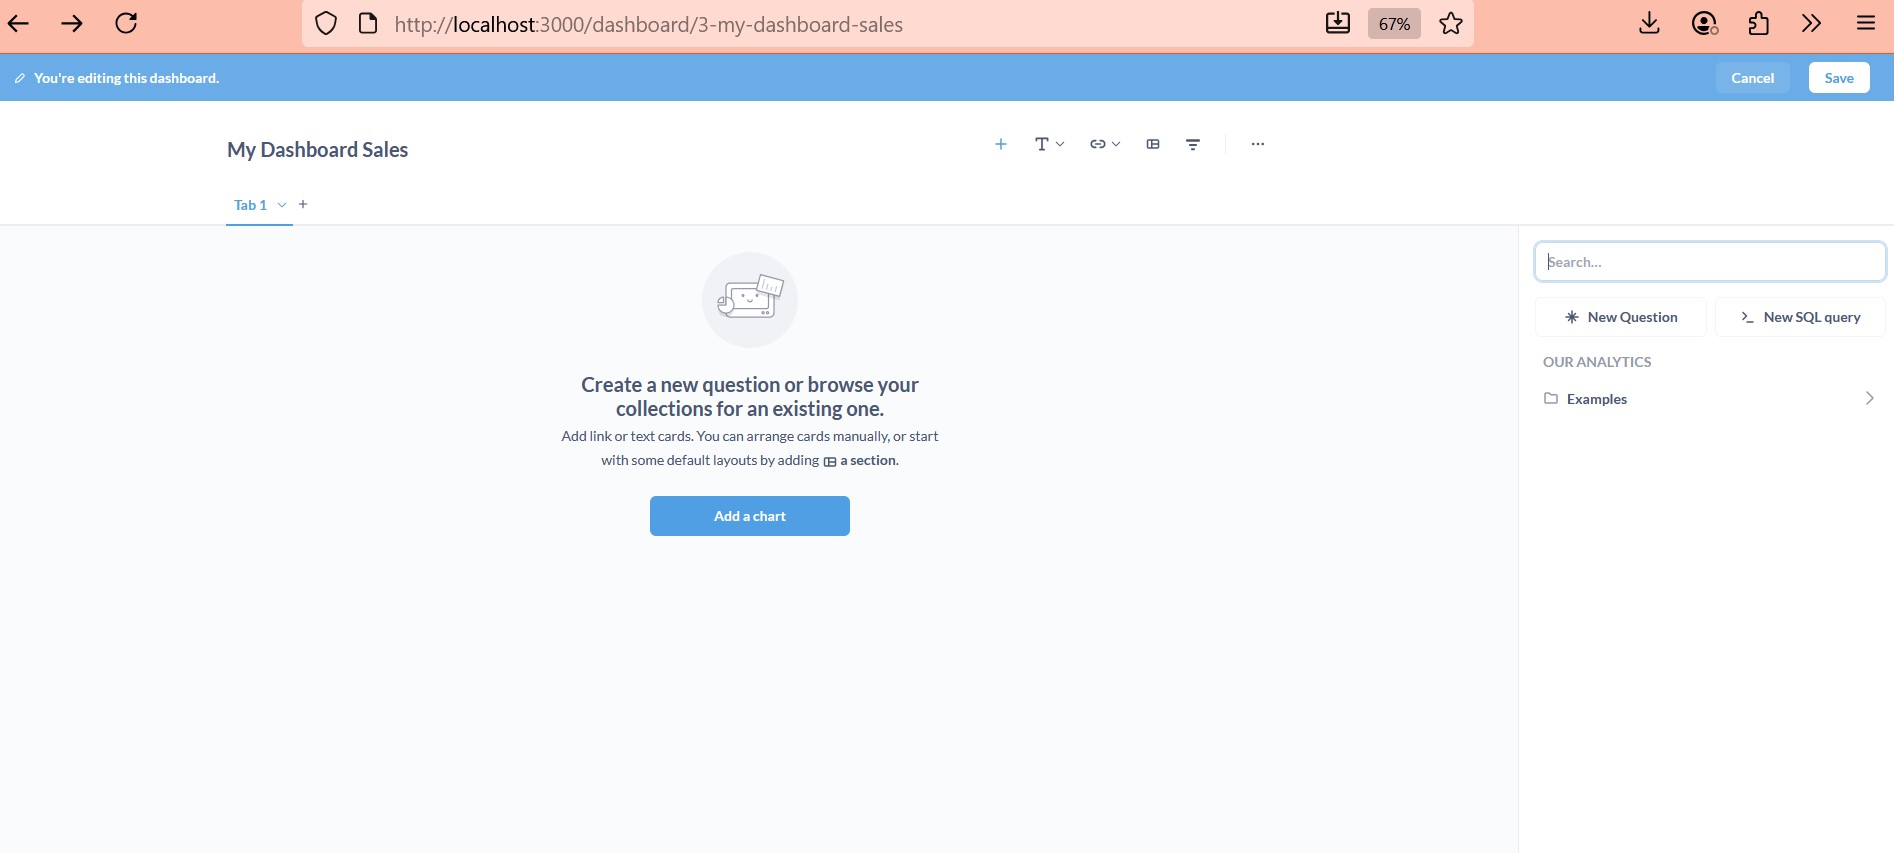 http://localhost:3000/dashboard/3-my-dashboard-sales
67%
You're editing this dashboard.
Cancel
Save
My Dashboard Sales
Tab 1
Search...
New Question
New SQL query
OUR ANALYTICS
Examples
Create a new question or browse your
collections for an existing one.
Add link or text cards. You can arrange cards manually, or start
with some default layouts by adding a section.
Add a chart